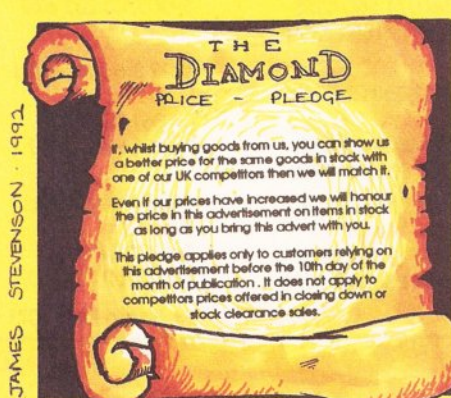 THE
DIAMOND
PRICE - PLEDGE
If, whilst buying goods from us, you can show us
a better price for the same goods in stock with
one of our UK competitors then we will match it.
Even if our prices have increased we will honour
the price in this advertisement on items in stock
as long as you bring this advert with you.
This pledge applies only to customers relying on
this advertisement before the 10th day of the
month of publication . It does not apply to
competitors prices offered in closing down or
stock clearance sales.
JAMES STEVENSON · 1992